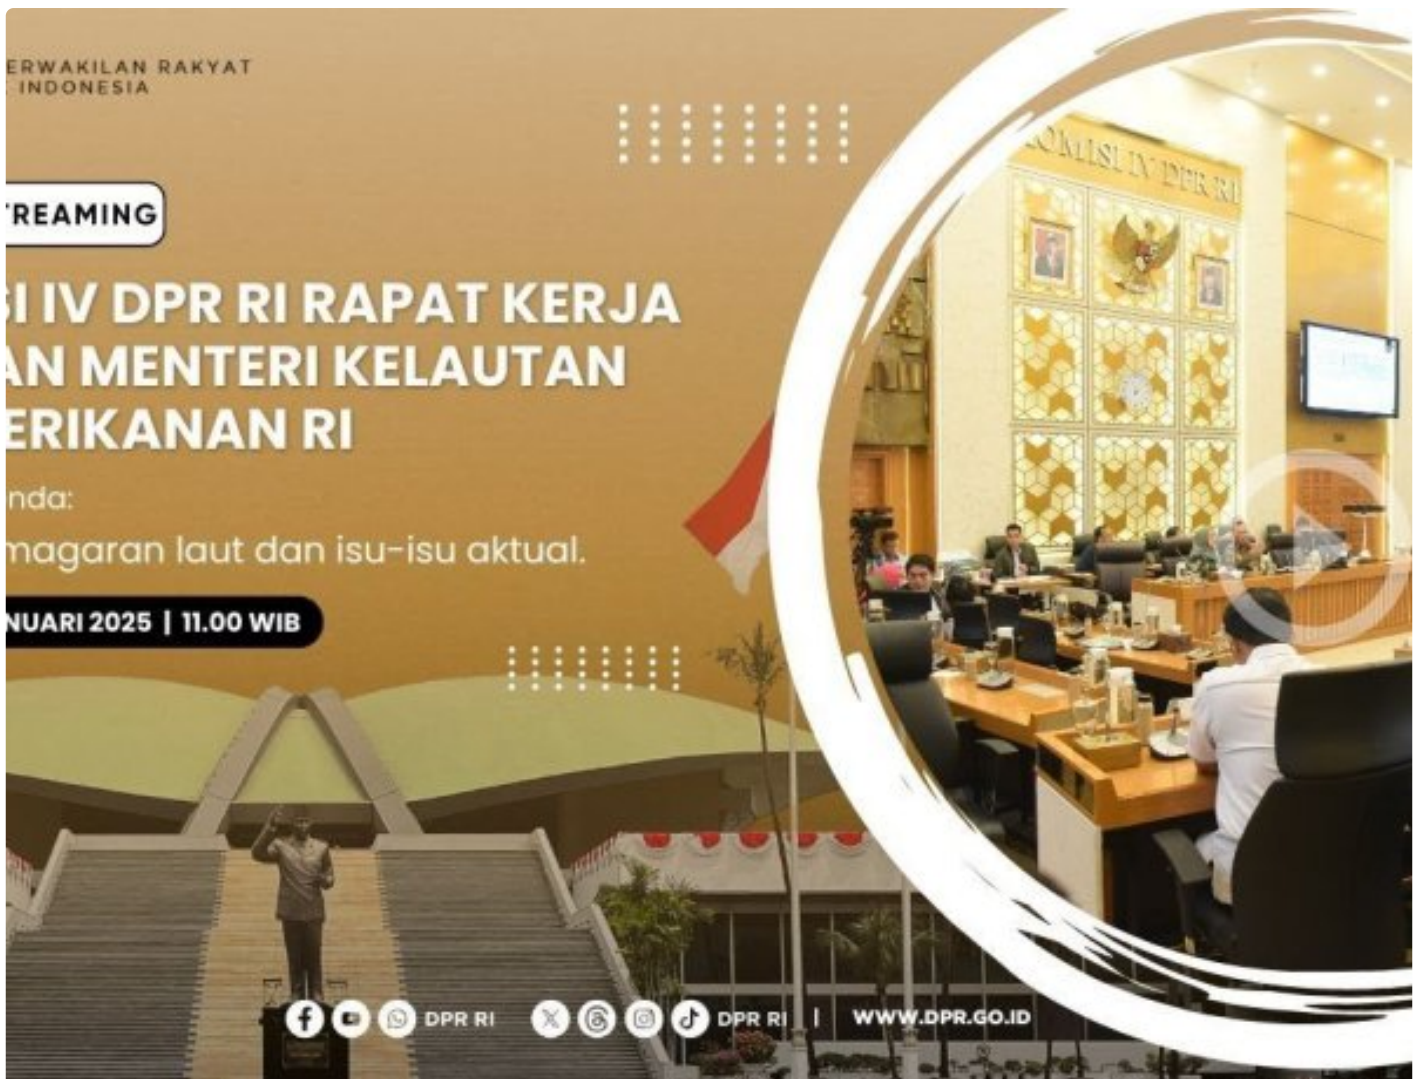 ERWAKILAN RAKYAT
INDONESIA
TREAMING
SI IV DPR RI RAPAT KERJA
AN MENTERI KELAUTAN
ERIKANAN RI
nda:
magaran laut dan isu-isu aktual.
NUARI 2025 | 11.00 WIB
KOMISI IV DPR RI
DPR RI
DPR RI | WWW.DPR.GO.ID